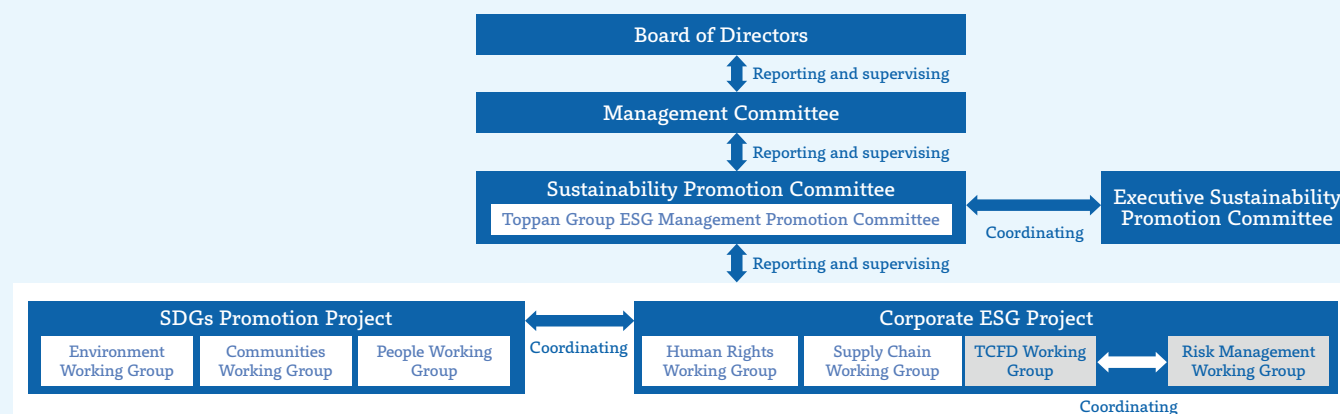 Board of Directors
Reporting and supervising
Management Committee
Reporting and supervising
Sustainability Promotion Committee
Toppan Group ESG Management Promotion Committee
Coordinating
Executive Sustainability
Promotion Committee
Reporting and supervising
SDGs Promotion Project
Environment
Working Group
Communities
Working Group
People Working
Group
Coordinating
Corporate ESG Project
Human Rights
Working Group
Supply Chain
Working Group
TCFD Working
Group
Risk Management
Working Group
Coordinating